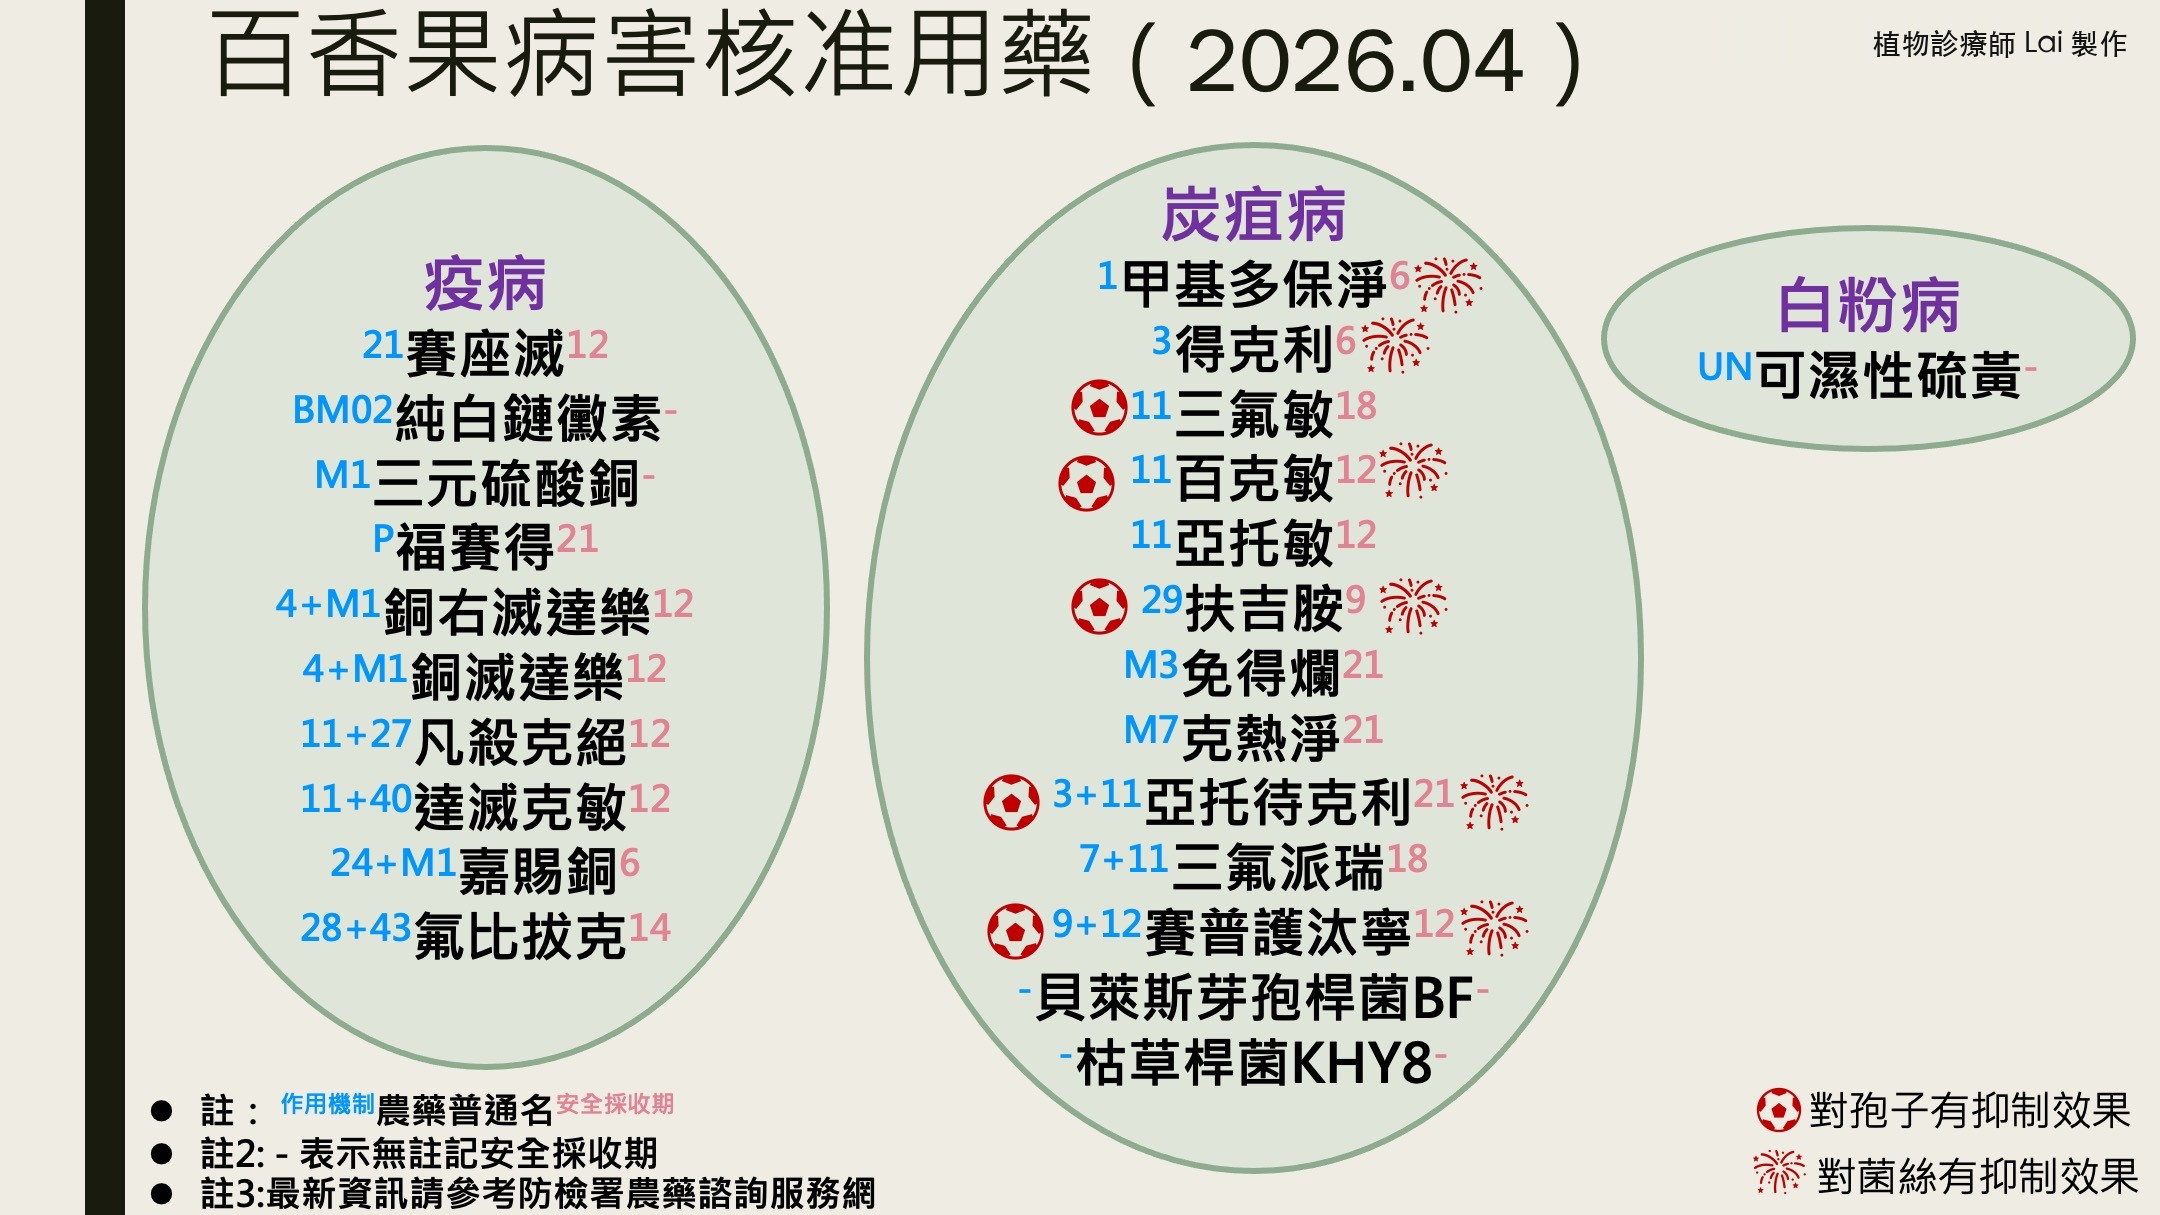 百香果病害核准用藥（2026.04）
植物診療師 Lai 製作
疫病
21賽座滅12
BM02純白鏈黴素-
M1三元硫酸銅-
P福賽得21
4+M1銅右滅達樂12
4+M1銅滅達樂12
11+27凡殺克絕12
11+40達滅克敏12
24+M1嘉賜銅6
28+43氟比拔克14
炭疽病
1甲基多保淨6
3得克利6
11三氟敏18
11百克敏12
11亞托敏12
29扶吉胺9
M3免得爛21
M7克熱淨21
3+11亞托待克利21
7+11三氟派瑞18
9+12賽普護汰寧12
-貝萊斯芽孢桿菌BF-
-枯草桿菌KHY8-
白粉病
UN可濕性硫黃-
● 註： 作用機制農藥普通名安全採收期
● 註2: - 表示無註記安全採收期
● 註3:最新資訊請參考防檢署農藥諮詢服務網
對孢子有抑制效果
對菌絲有抑制效果